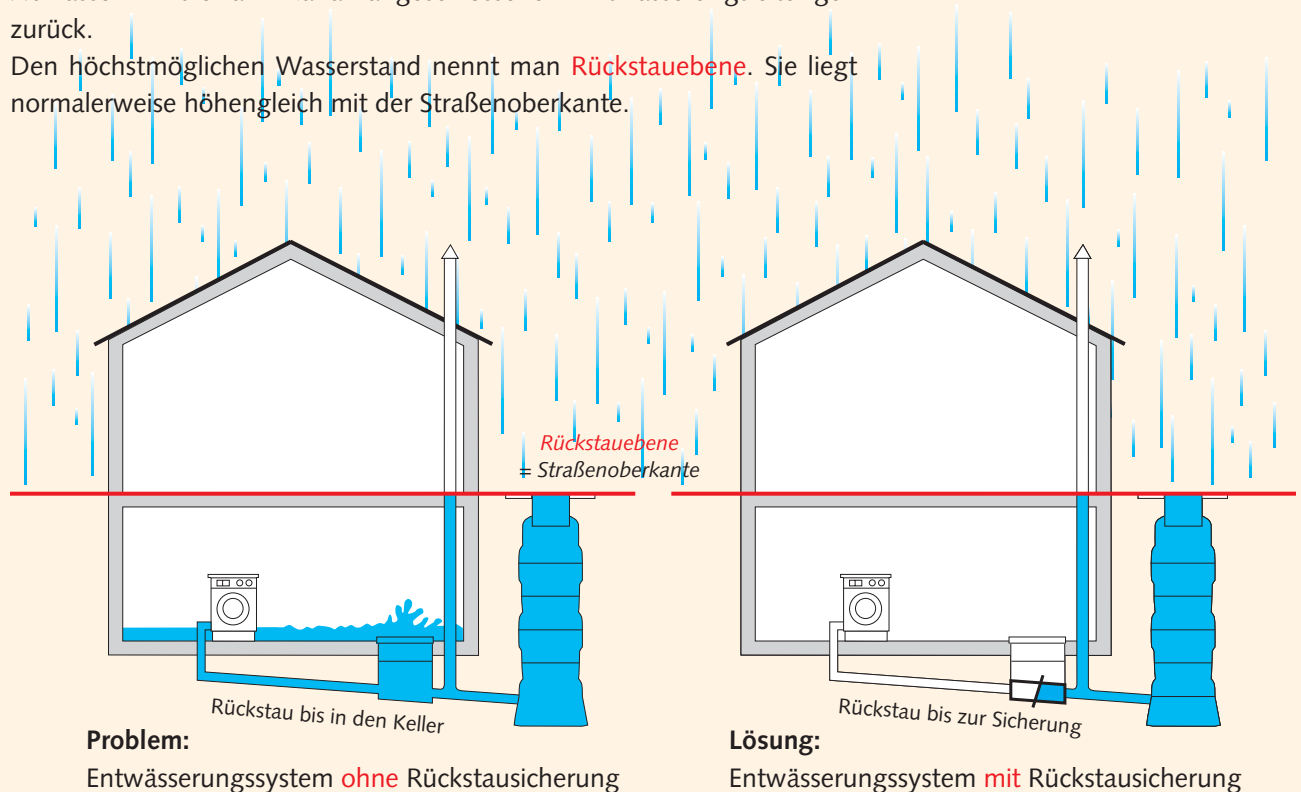 zurück.
Den höchstmöglichen Wasserstand nennt man Rückstauebene. Sie liegt
normalerweise höhengleich mit der Straßenoberkante.
Rückstauebene
= Straßenoberkante
Rückstau bis in den Keller
Rückstau bis zur Sicherung
Problem:
Entwässerungssystem ohne Rückstausicherung
Lösung:
Entwässerungssystem mit Rückstausicherung